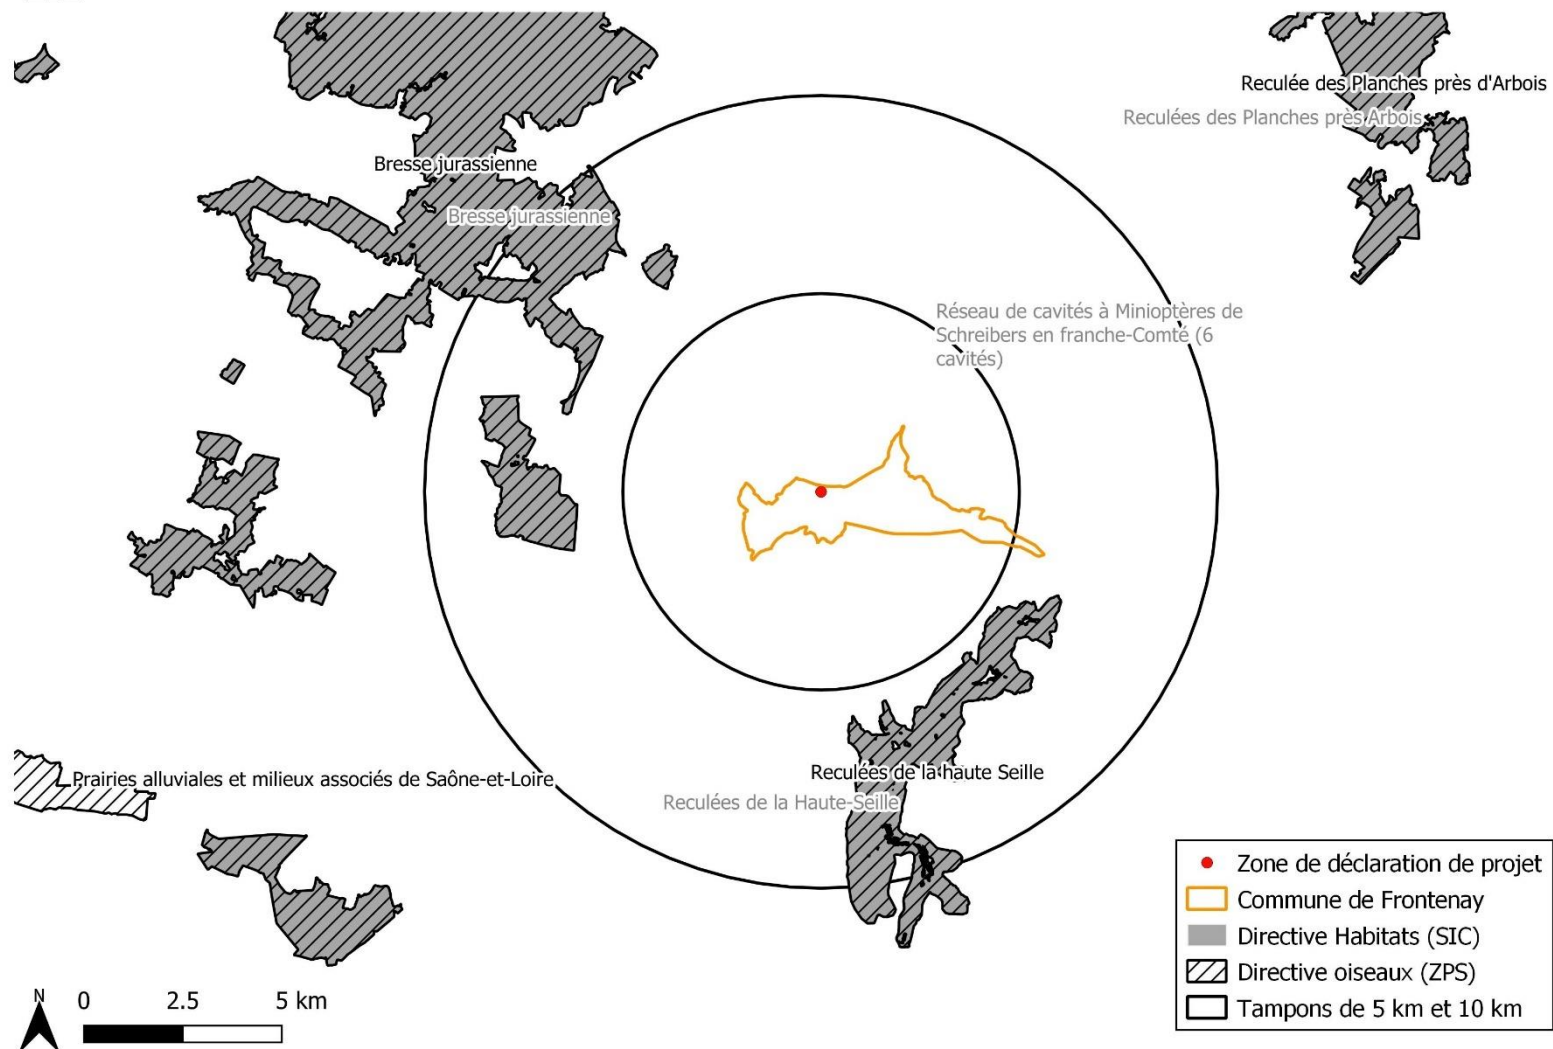 Reculée des Planches près d'Arbois
Reculées des Planches près Arbois
Bresse jurassienne
Bresse jurassienne
Réseau de cavités à Minioptères de
Schreibers en franche-Comté (6
cavités)
Prairies alluviales et milieux associés de Saône-et-Loire
Reculées de la haute Seille
Reculées de la Haute-Seille
Zone de déclaration de projet
Commune de Frontenay
Directive Habitats (SIC)
Directive oiseaux (ZPS)
Tampons de 5 km et 10 km
N
0 2.5 5 km